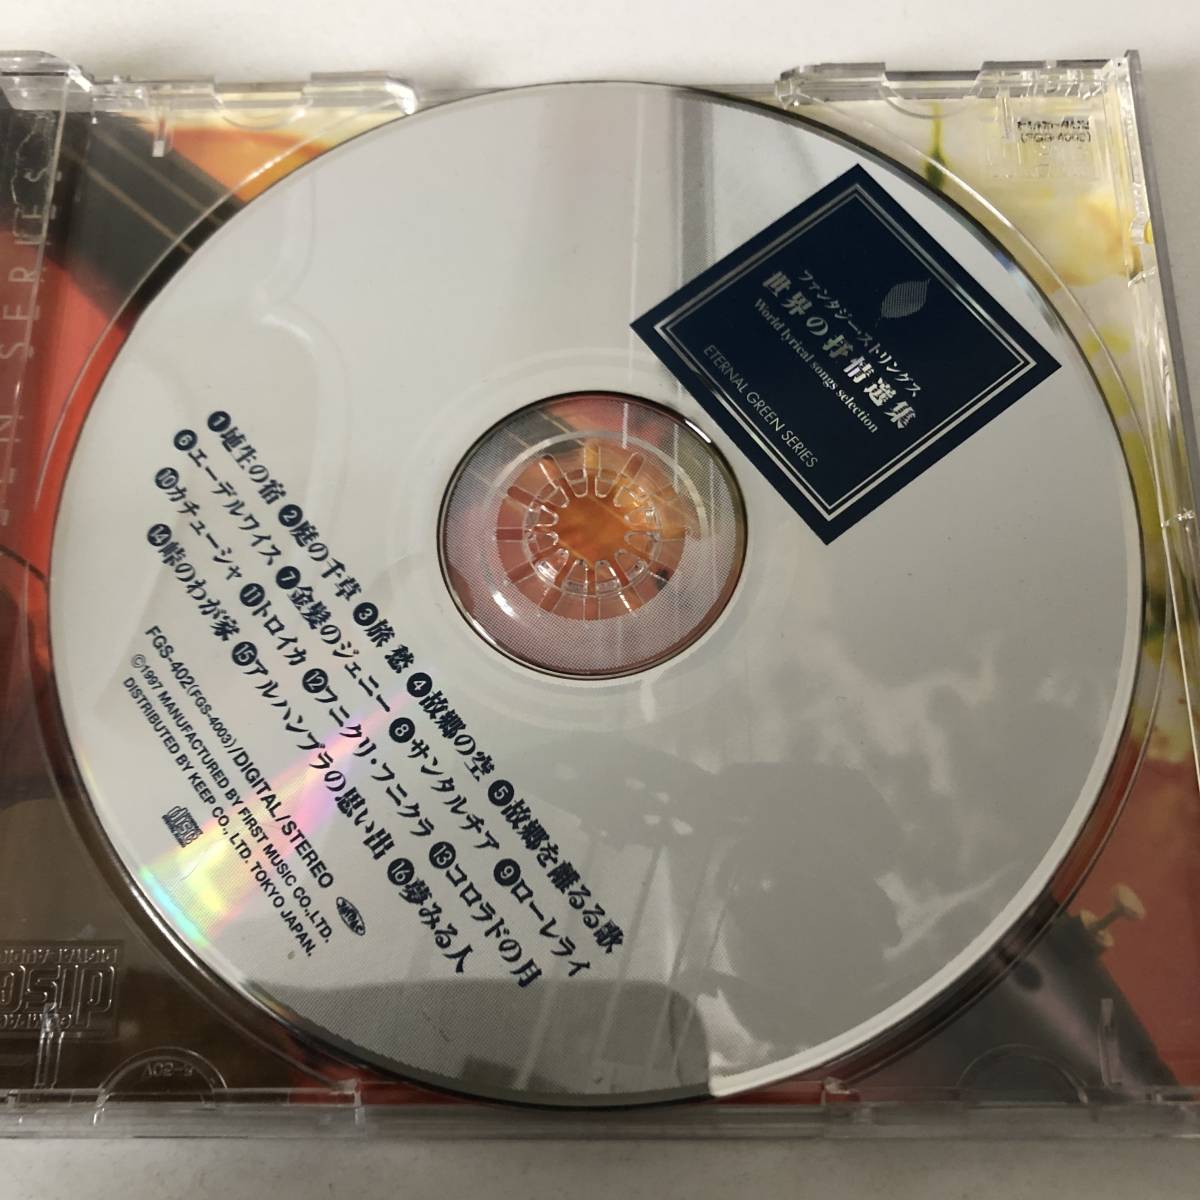 ファンタジー・ストリングス
世界の抒情選集
World lyrical songs selection
ETERNAL GREEN SERIES
❶埴生の宿 ❷庭の千草 ❸旅愁 ❹故郷の空 ❺故郷を離るる歌
❻エーデルワイス ❼金髪のジェニー ❽サンタルチア ❾ローレライ
❿カチューシャ ⓫トロイカ ⓬フニクリ・フニクラ ⓭コロラドの月
⓮峠のわが家 ⓯アルハンブラの思い出 ⓰夢みる人
FGS-402(FGS-4003)/DIGITAL/STEREO
©1997 MANUFACTURED BY FIRST MUSIC CO.,LTD.
DISTRIBUTED BY KEEP CO., LTD. TOKYO JAPAN.
EEN SERIES